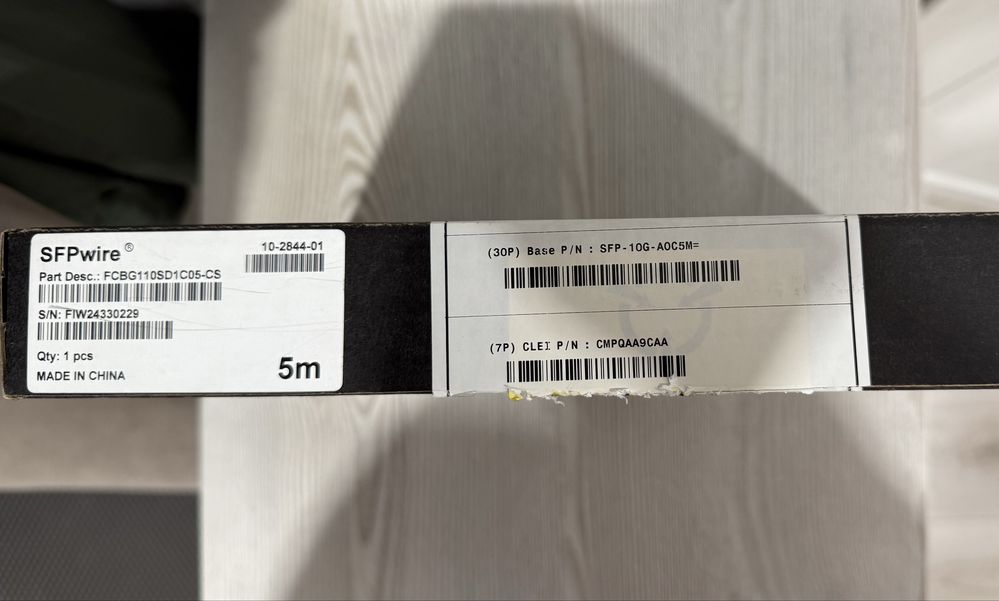 SFPwire®
10-2844-01
Part Desc.: FCBG110SD1C05-CS
S/N: FIW24330229
Qty: 1 pcs
MADE IN CHINA
5m
(30P) Base P/N : SFP-10G-AOC5M=
(7P) CLEI P/N : CMPQAA9CAA